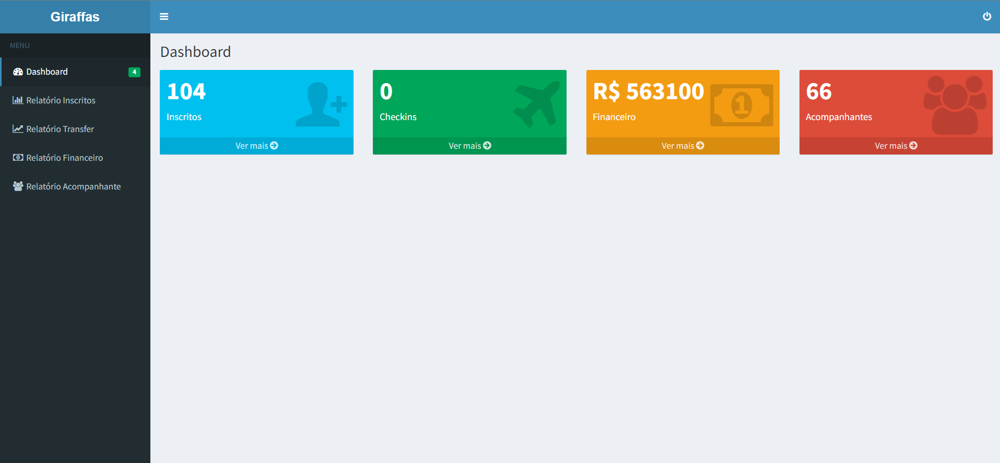 Giraffas
MENU
Dashboard 4
Relatório Inscritos
Relatório Transfer
Relatório Financeiro
Relatório Acompanhante
Dashboard
104
Inscritos
Ver mais
0
Checkins
Ver mais
R$ 563100
Financeiro
1
Ver mais
66
Acompanhantes
Ver mais